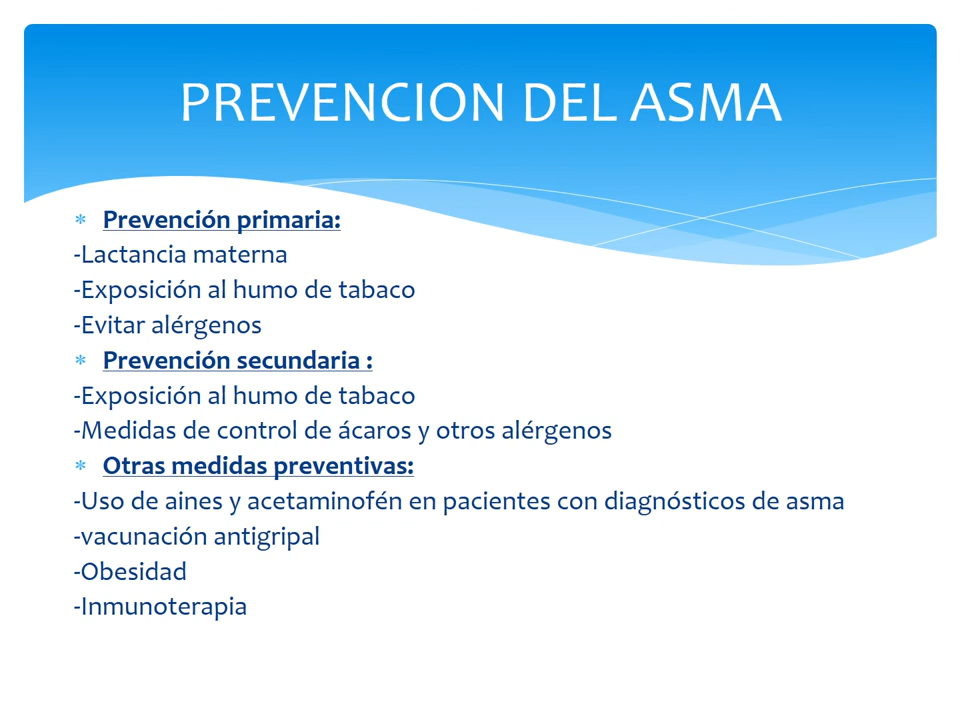 PREVENCION DEL ASMA
* Prevención primaria:
-Lactancia materna
-Exposición al humo de tabaco
-Evitar alérgenos
* Prevención secundaria :
-Exposición al humo de tabaco
-Medidas de control de ácaros y otros alérgenos
* Otras medidas preventivas:
-Uso de aines y acetaminofén en pacientes con diagnósticos de asma
-vacunación antigripal
-Obesidad
-Inmunoterapia